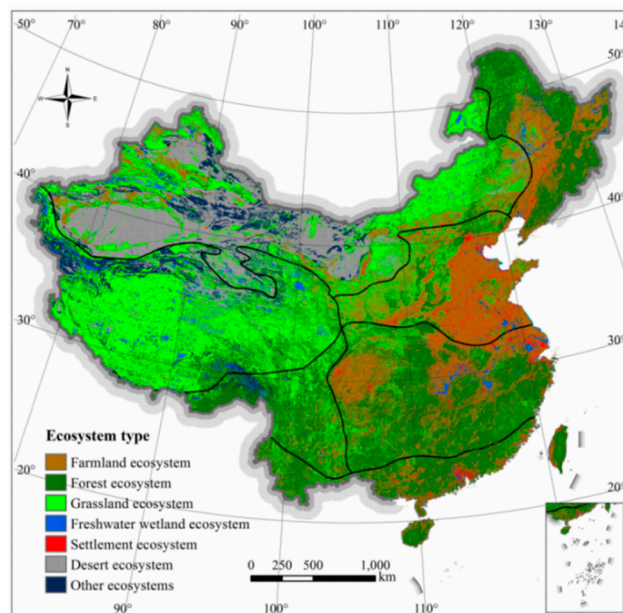 50° 70° 80° 90° 100° 110° 120° 130° 14
50°
N
W E
S
40°
40°
30°
30°
20°
20°
Ecosystem type
Farmland ecosystem
Forest ecosystem
Grassland ecosystem
Freshwater wetland ecosystem
Settlement ecosystem
Desert ecosystem
Other ecosystems
0 250 500 1,000
km
90° 100° 110°